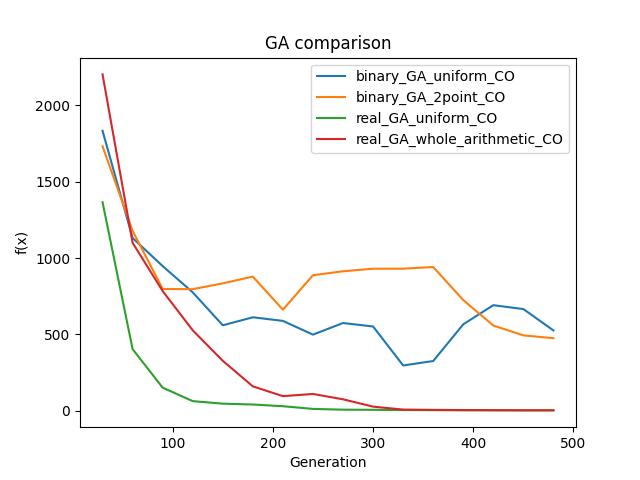 GA comparison
binary_GA_uniform_CO
binary_GA_2point_CO
real_GA_uniform_CO
real_GA_whole_arithmetic_CO
f(x)
2000
1500
1000
500
0
100 200 300 400 500
Generation